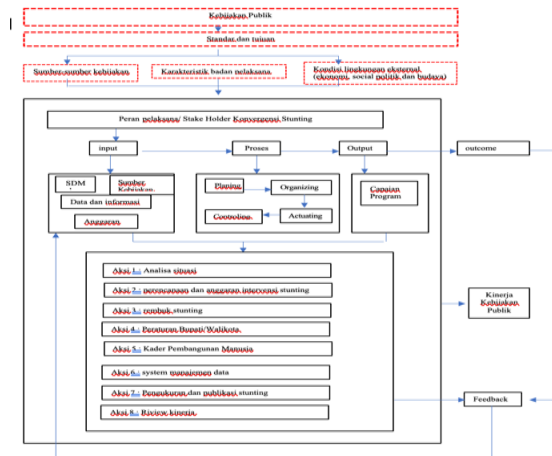 Kebijakan Publik
Standar dan tujuan
Sumber-sumber kebijakan
Karakteristik badan pelaksana
Kondisi lingkungan eksternal
(ekonomi, social politik dan budaya)
Peran pelaksana/ Stake Holder Konvergensi Stunting
input
Proses
Output
outcome
SDM
Sumber
Kebijakan
Data dan informasi
Anggaran
Planing
Organizing
Controling
Actuating
Capaian
Program
Aksi 1 : Analisa situasi
Aksi 2 : perencanaan dan anggaran intervensi stunting
Aksi 3 : rembuk stunting
Aksi 4 : Peraturan Bupati/Walikota
Aksi 5 : Kader Pembangunan Manusia
Aksi 6 : system manajemen data
Aksi 7 : Pengukuran dan publikasi stunting
Aksi 8 : Riview kinerja
Kinerja
Kebijakan
Publik
Feedback